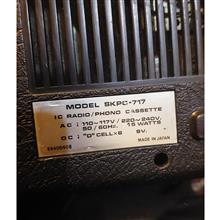 MODEL SKPC-717
IC RADIO/PHONO CASSETTE
AC : 110~117V / 220~240V.
50 / 60Hz. 15 WATTS
DC : "D" CELL×6 9V.
MADE IN JAPAN